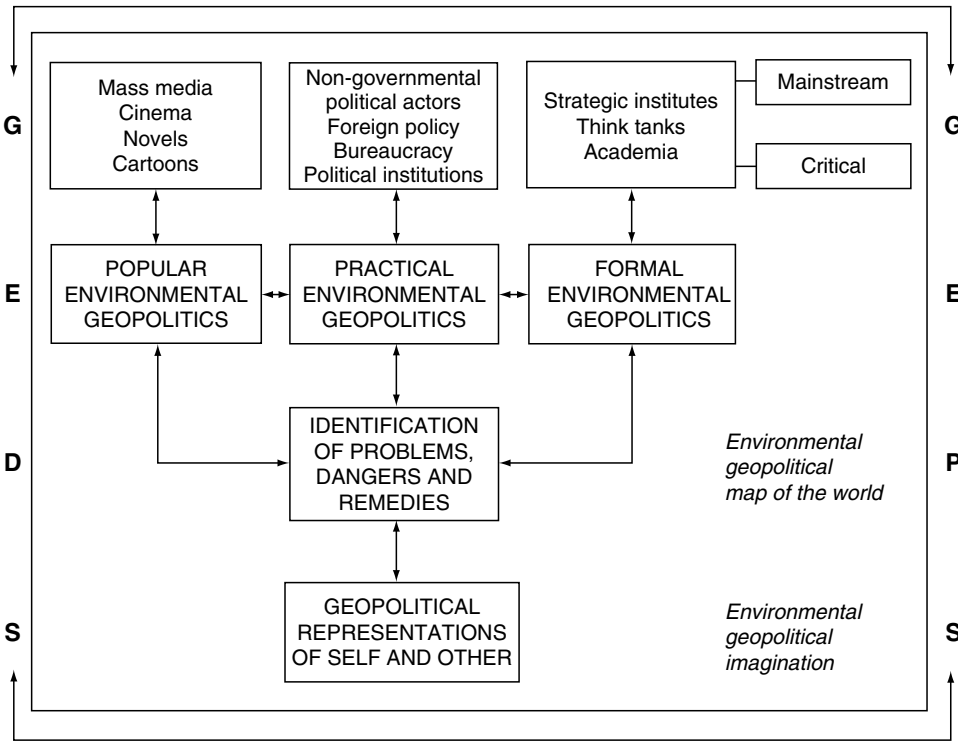 Mass media
Cinema
Novels
Cartoons
Non-governmental
political actors
Foreign policy
Bureaucracy
Political institutions
Strategic institutes
Think tanks
Academia
Mainstream
Critical
G
G
POPULAR
ENVIRONMENTAL
GEOPOLITICS
PRACTICAL
ENVIRONMENTAL
GEOPOLITICS
FORMAL
ENVIRONMENTAL
GEOPOLITICS
E
E
IDENTIFICATION
OF PROBLEMS,
DANGERS AND
REMEDIES
Environmental
geopolitical
map of the world
D
P
GEOPOLITICAL
REPRESENTATIONS
OF SELF AND OTHER
Environmental
geopolitical
imagination
S
S